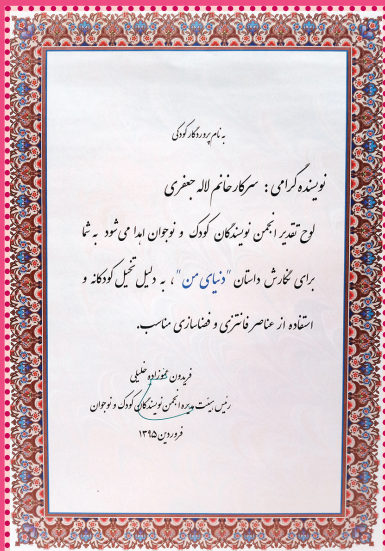 به نام پروردگار کودکی
نویسنده گرامی: سرکار خانم لاله جعفری
لوح تقدیر انجمن نویسندگان کودک و نوجوان اهدا می‌شود به شما
برای نگارش داستان "دنیای من"، به دلیل تخیل کودکانه و
استفاده از عناصر فانتزی و فضاسازی مناسب.
فریدون عموزاده خلیلی
رئیس هیئت مدیره انجمن نویسندگان کودک و نوجوان
فروردین ۱۳۹۵